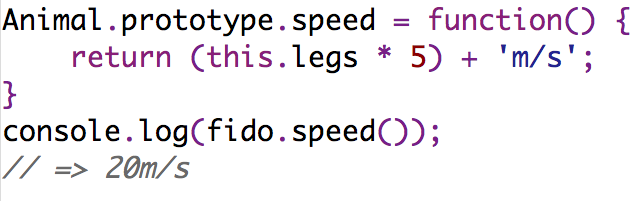 Animal.prototype.speed = function() {
    return (this.legs * 5) + 'm/s';
}
console.log(fido.speed());
// => 20m/s